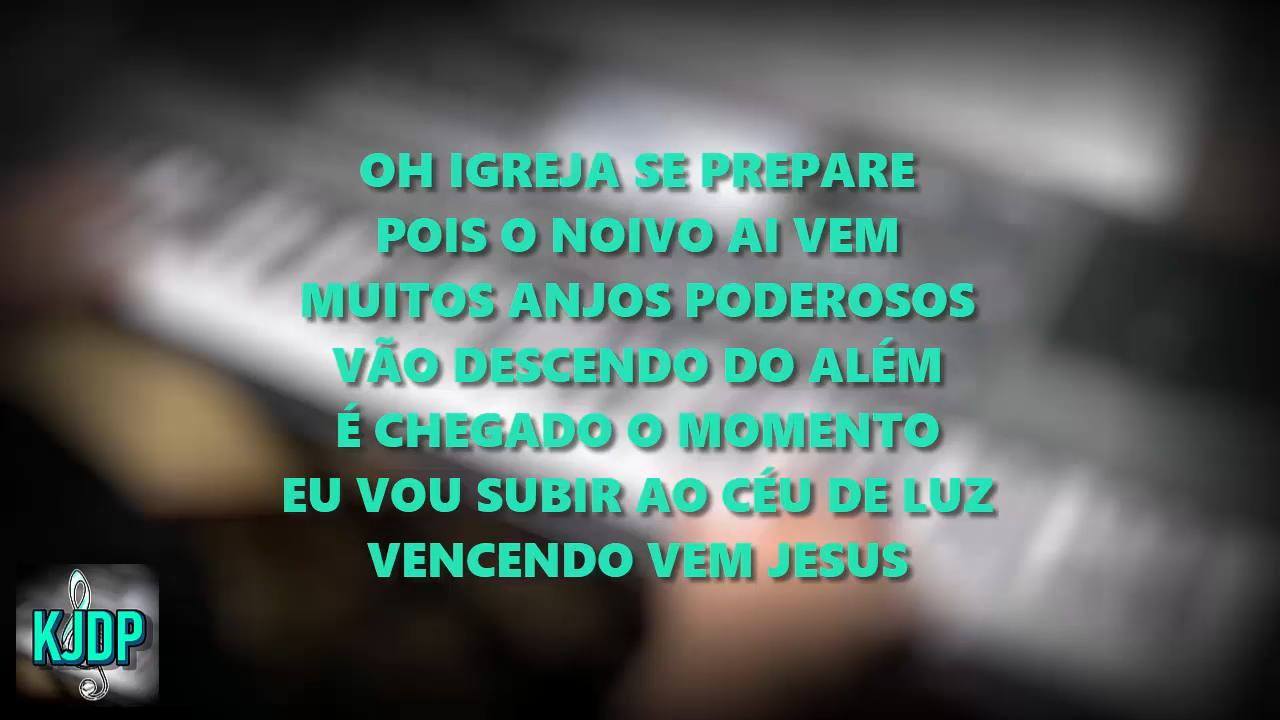 OH IGREJA SE PREPARE
POIS O NOIVO AI VEM
MUITOS ANJOS PODEROSOS
VÃO DESCENDO DO ALÉM
É CHEGADO O MOMENTO
EU VOU SUBIR AO CÉU DE LUZ
VENCENDO VEM JESUS
KJDP